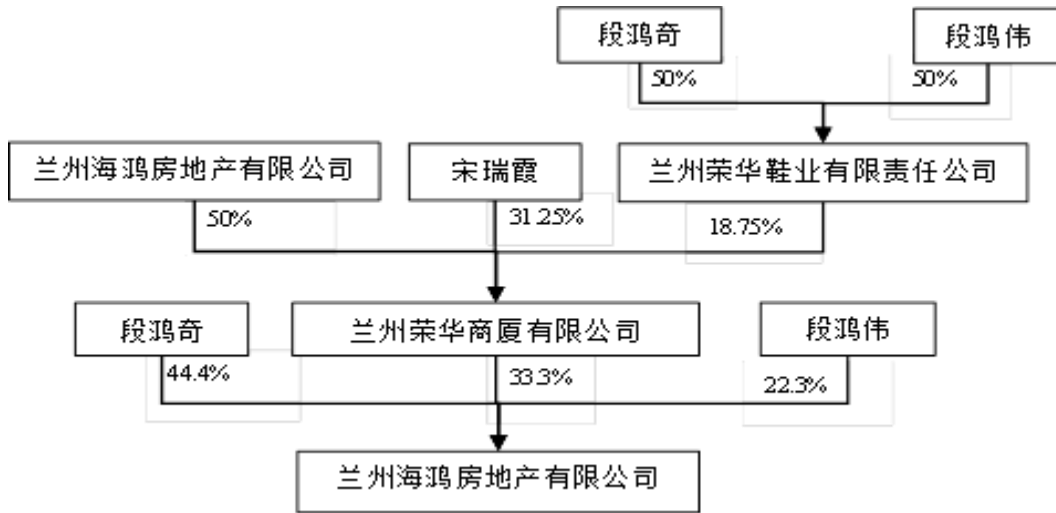 段鸿奇
段鸿伟
50%
50%
兰州海鸿房地产有限公司
宋瑞霞
兰州荣华鞋业有限责任公司
50%
31.25%
18.75%
段鸿奇
兰州荣华商厦有限公司
段鸿伟
44.4%
33.3%
22.3%
兰州海鸿房地产有限公司